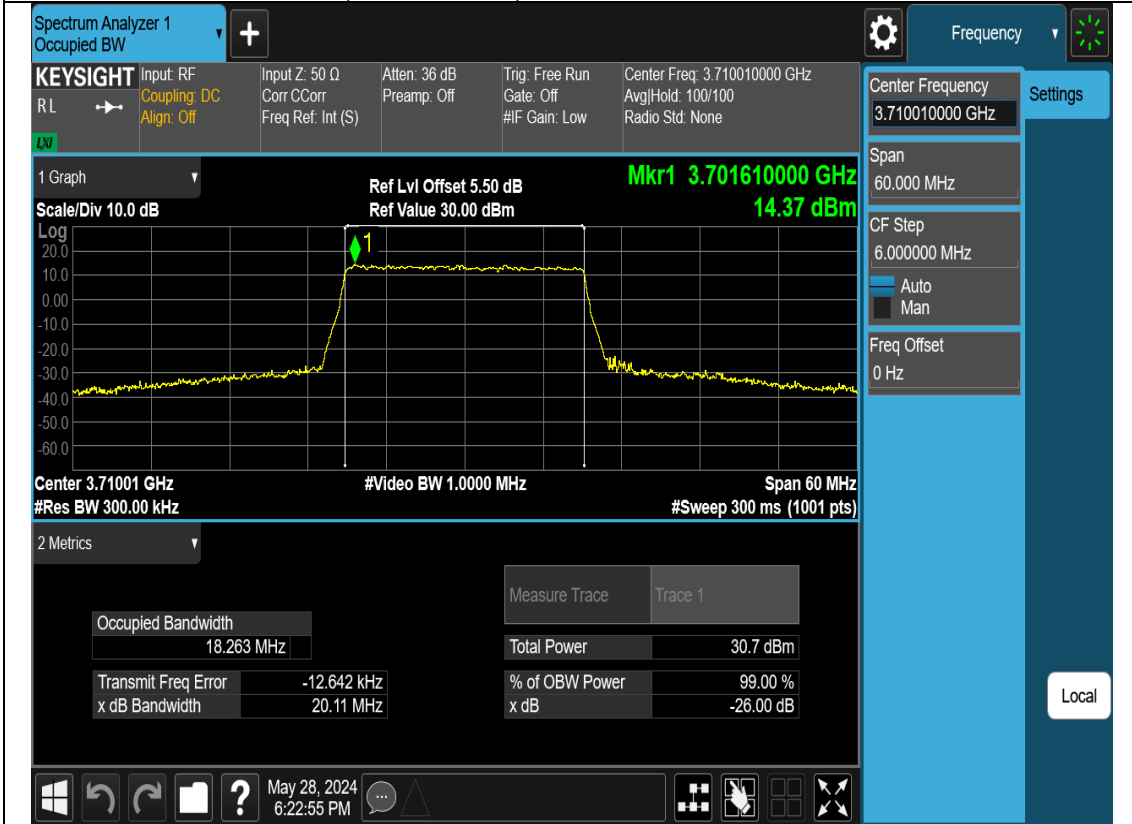 Spectrum Analyzer 1
Occupied BW
+
Frequency
KEYSIGHT
RL
LXI
Input: RF
Coupling: DC
Align: Off
Input Z: 50 Ω
Corr CCorr
Freq Ref: Int (S)
Atten: 36 dB
Preamp: Off
Trig: Free Run
Gate: Off
#IF Gain: Low
Center Freq: 3.710010000 GHz
Avg|Hold: 100/100
Radio Std: None
1 Graph
Scale/Div 10.0 dB
Ref Lvl Offset 5.50 dB
Ref Value 30.00 dBm
Mkr1 3.701610000 GHz
14.37 dBm
Log
20.0
10.0
0.00
-10.0
-20.0
-30.0
-40.0
-50.0
-60.0
1
Center 3.71001 GHz
#Video BW 1.0000 MHz
Span 60 MHz
#Res BW 300.00 kHz
#Sweep 300 ms (1001 pts)
2 Metrics
Measure Trace Trace 1
Occupied Bandwidth
18.263 MHz
Total Power 30.7 dBm
Transmit Freq Error -12.642 kHz
% of OBW Power 99.00 %
x dB Bandwidth 20.11 MHz
x dB -26.00 dB
Center Frequency
3.710010000 GHz
Settings
Span
60.000 MHz
CF Step
6.000000 MHz
Auto
Man
Freq Offset
0 Hz
Local
?
May 28, 2024
6:22:55 PM